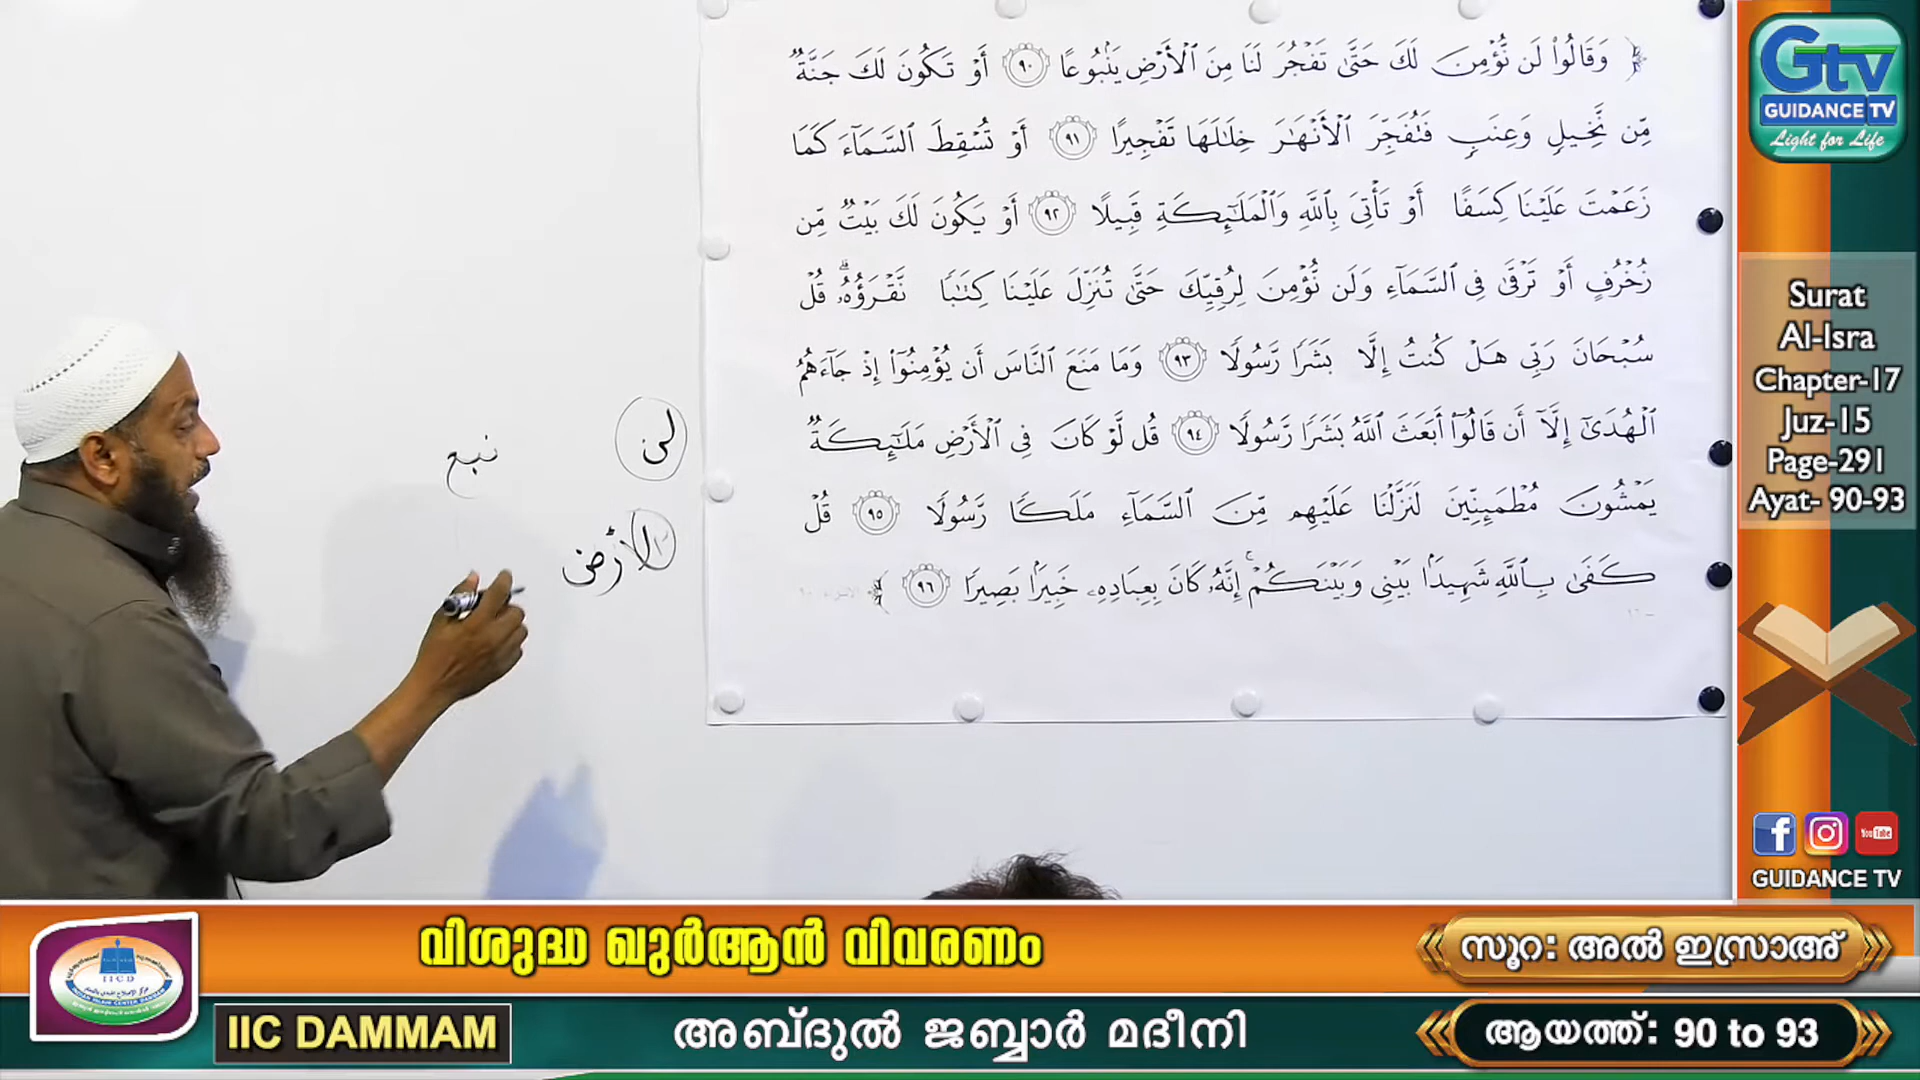 ﴿ وَقَالُوا۟ لَن نُّؤْمِنَ لَكَ حَتَّىٰ تَفْجُرَ لَنَا مِنَ ٱلْأَرْضِ يَنۢبُوعًا ٩٠ أَوْ تَكُونَ لَكَ جَنَّةٌ
مِّن نَّخِيلٍ وَعِنَبٍ فَتُفَجِّرَ ٱلْأَنْهَـٰرَ خِلَـٰلَهَا تَفْجِيرًا ٩١ أَوْ تُسْقِطَ ٱلسَّمَآءَ كَمَا
زَعَمْتَ عَلَيْنَا كِسَفًا أَوْ تَأْتِىَ بِٱللَّهِ وَٱلْمَلَـٰٓئِكَةِ قَبِيلًا ٩٢ أَوْ يَكُونَ لَكَ بَيْتٌ مِّن
زُخْرُفٍ أَوْ تَرْقَىٰ فِى ٱلسَّمَآءِ وَلَن نُّؤْمِنَ لِرُقِيِّكَ حَتَّىٰ تُنَزِّلَ عَلَيْنَا كِتَـٰبًا نَّقْرَؤُهُۥ ۗ قُلْ
سُبْحَانَ رَبِّى هَلْ كُنتُ إِلَّا بَشَرًا رَّسُولًا ٩٣ وَمَا مَنَعَ ٱلنَّاسَ أَن يُؤْمِنُوٓا۟ إِذْ جَآءَهُمُ
ٱلْهُدَىٰٓ إِلَّآ أَن قَالُوٓا۟ أَبَعَثَ ٱللَّهُ بَشَرًا رَّسُولًا ٩٤ قُل لَّوْ كَانَ فِى ٱلْأَرْضِ مَلَـٰٓئِكَةٌ
يَمْشُونَ مُطْمَئِنِّينَ لَنَزَّلْنَا عَلَيْهِم مِّنَ ٱلسَّمَآءِ مَلَكًا رَّسُولًا ٩٥ قُلْ
كَفَىٰ بِٱللَّهِ شَهِيدًۢا بَيْنِى وَبَيْنَكُمْ ۚ إِنَّهُۥ كَانَ بِعِبَادِهِۦ خَبِيرًۢا بَصِيرًا ٩٦ ﴾
لن
نبع
الأرض
Gtv
GUIDANCE TV
Light for Life
Surat
Al-Isra
Chapter-17
Juz-15
Page-291
Ayat- 90-93
YouTube
GUIDANCE TV
വിശുദ്ധ ഖുർആൻ വിവരണം
സൂറ: അൽ ഇസ്രാഅ്
IICD
IIC DAMMAM
അബ്ദുൽ ജബ്ബാർ മദീനി
ആയത്ത്: 90 to 93